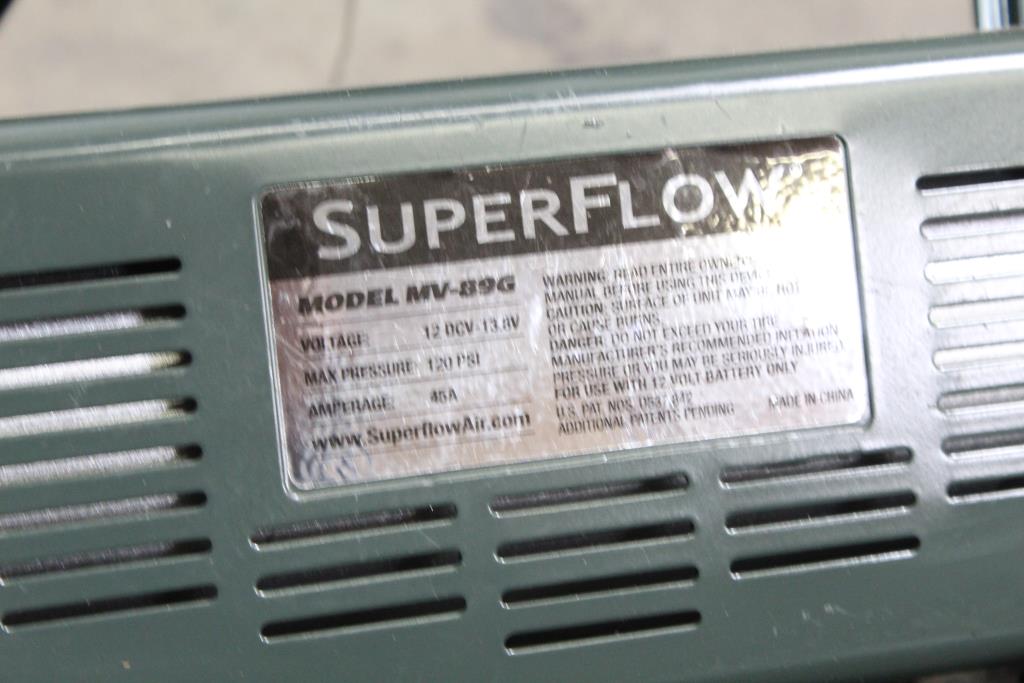 SUPERFLOW
MODEL MV-89G
VOLTAGE: 12 DCV-13.8V
MAX PRESSURE: 120 PSI
AMPERAGE: 45A
www.SuperflowAir.com
WARNING: READ ENTIRE OWNER'S
MANUAL BEFORE USING THIS DEVICE
CAUTION: SURFACE OF UNIT MAY BE HOT
OR CAUSE BURNS.
DANGER: DO NOT EXCEED YOUR TIRE
MANUFACTURER'S RECOMMENDED INFLATION
PRESSURE OR YOU MAY BE SERIOUSLY INJURED
FOR USE WITH 12 VOLT BATTERY ONLY
U.S. PAT. NOS.
ADDITIONAL PATENTS PENDING
MADE IN CHINA